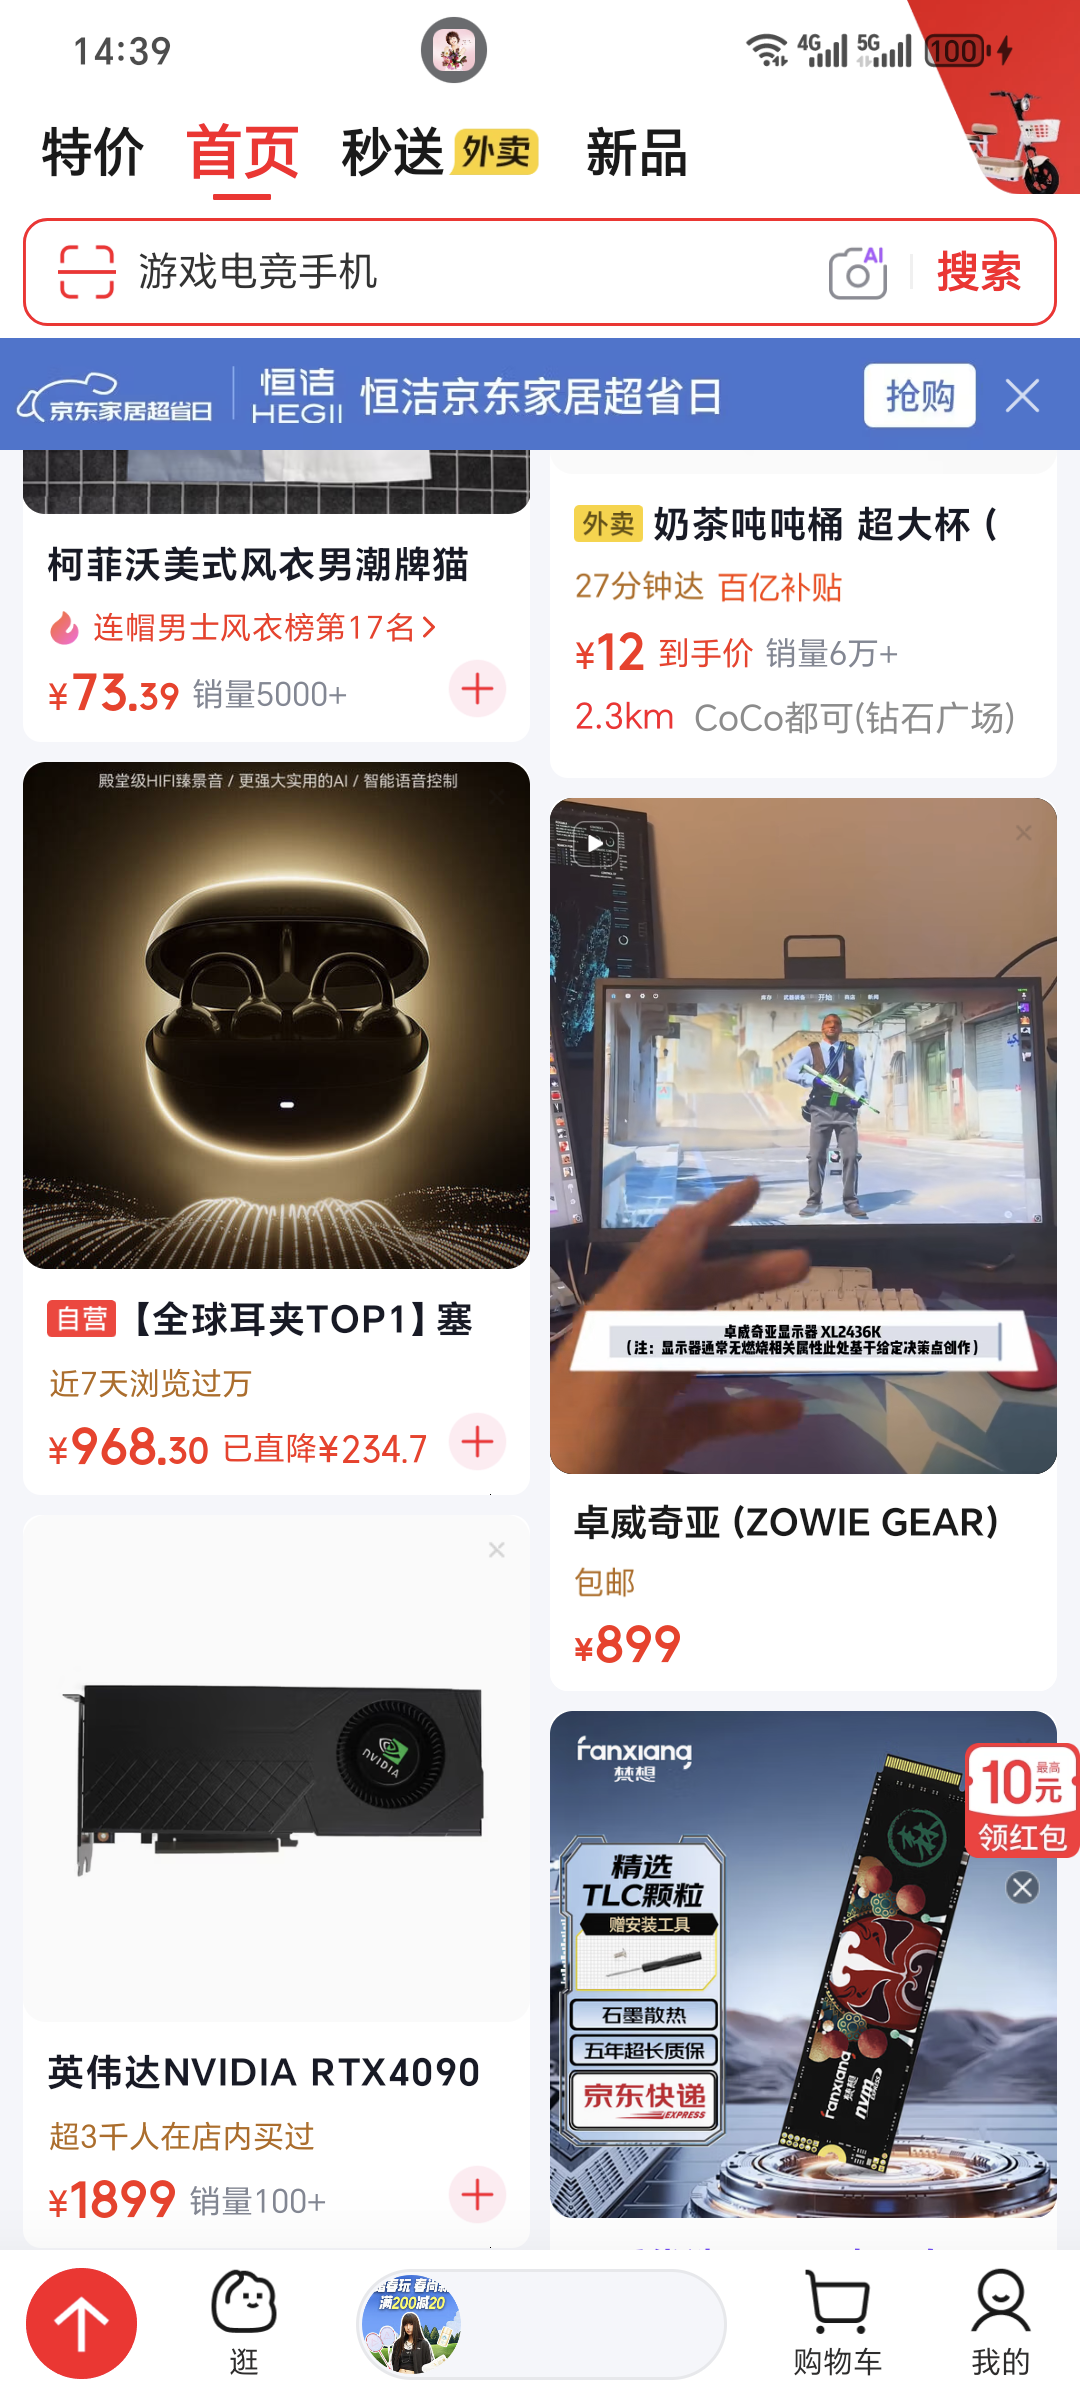 14:39
4G
5G
100
特价
首页
秒送
外卖
新品
游戏电竞手机
AI
搜索
京东家居超省日
恒洁
HEGII
恒洁京东家居超省日
抢购
柯菲沃美式风衣男潮牌猫
连帽男士风衣榜第17名
¥73.39 销量5000+
外卖 奶茶吨吨桶 超大杯（
27分钟达 百亿补贴
¥12 到手价 销量6万+
2.3km CoCo都可(钻石广场)
殿堂级HIFI臻景音 / 更强大实用的AI / 智能语音控制
自营【全球耳夹TOP1】塞
近7天浏览过万
¥968.30 已直降¥234.7
开始
卓威奇亚显示器 XL2436K
（注：显示器通常无燃烧相关属性此处基于给定决策点创作）
卓威奇亚 (ZOWIE GEAR)
包邮
¥899
NVIDIA
英伟达NVIDIA RTX4090
超3千人在店内买过
¥1899 销量100+
fanxiang
梵想
精选
TLC颗粒
赠安装工具
石墨散热
五年超长质保
京东快递
EXPRESS
fanxiang
梵想
nvm
EXPRESS
10元
最高
领红包
满200减20
逛
购物车
我的